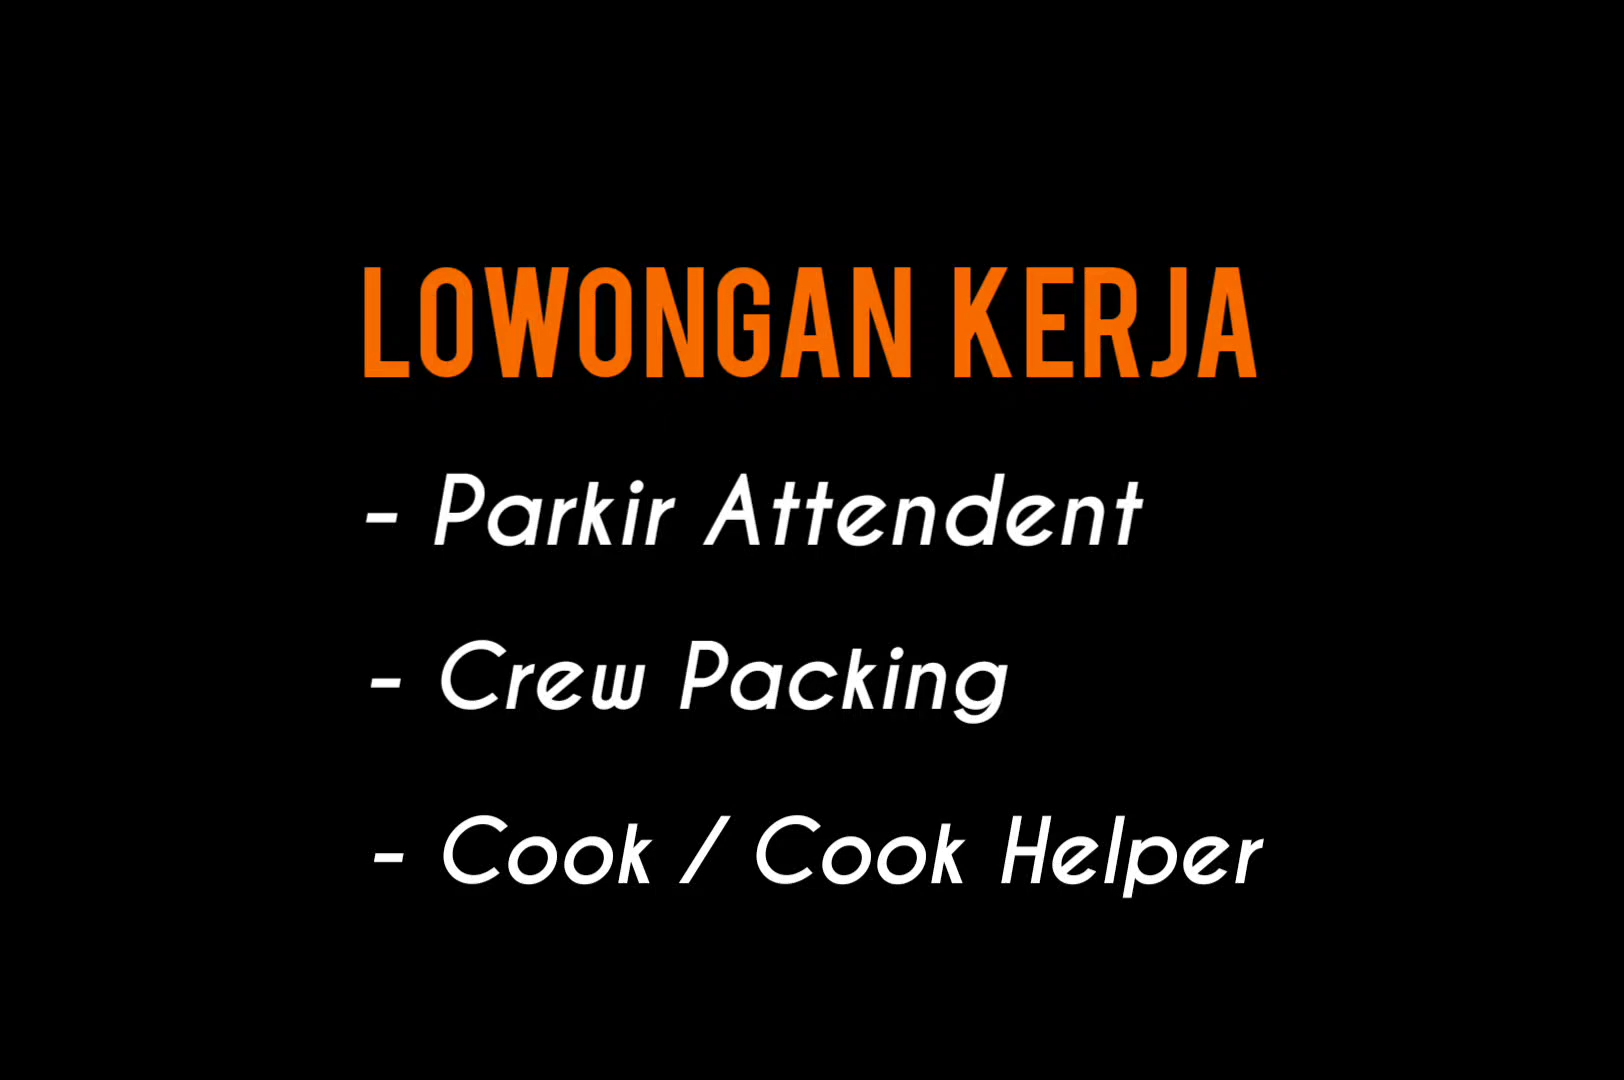 LOWONGAN KERJA
- Parkir Attendent
- Crew Packing
- Cook / Cook Helper